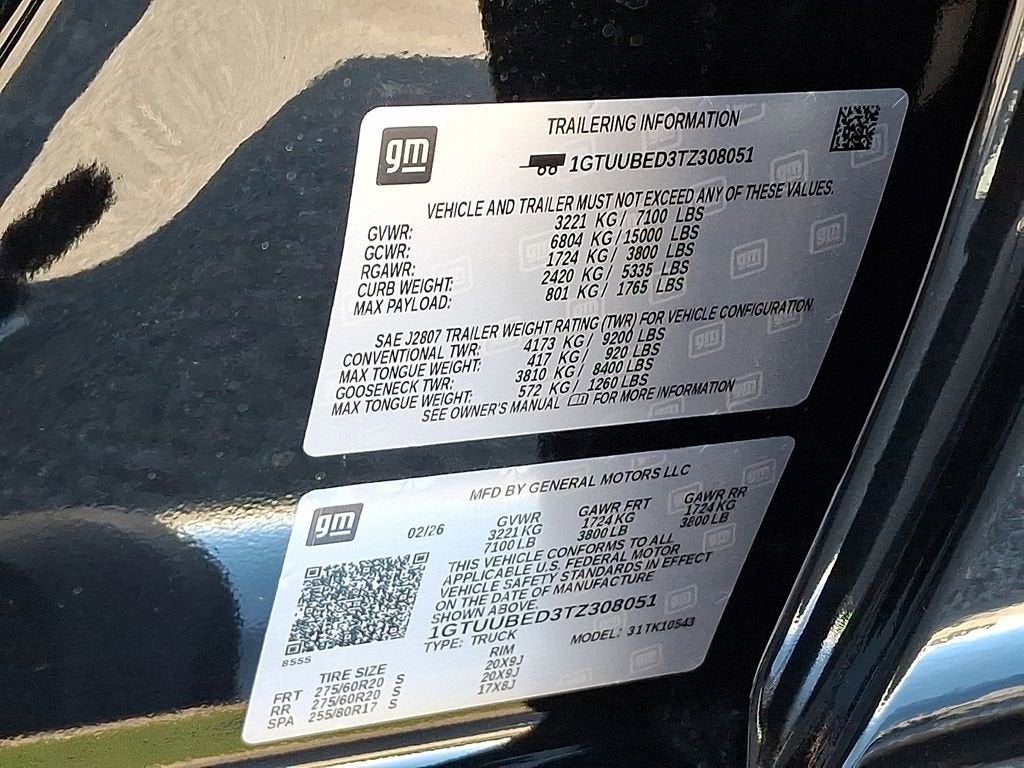 gm
TRAILERING INFORMATION
1GTUUBED3TZ308051
VEHICLE AND TRAILER MUST NOT EXCEED ANY OF THESE VALUES.
GVWR: 3221 KG / 7100 LBS
GCWR: 6804 KG / 15000 LBS
RGAWR: 1724 KG / 3800 LBS
CURB WEIGHT: 2420 KG / 5335 LBS
MAX PAYLOAD: 801 KG / 1765 LBS
SAE J2807 TRAILER WEIGHT RATING (TWR) FOR VEHICLE CONFIGURATION
CONVENTIONAL TWR: 4173 KG / 9200 LBS
MAX TONGUE WEIGHT: 417 KG / 920 LBS
GOOSENECK TWR: 3810 KG / 8400 LBS
MAX TONGUE WEIGHT: 572 KG / 1260 LBS
SEE OWNER'S MANUAL FOR MORE INFORMATION
gm
MFD BY GENERAL MOTORS LLC
02/26 GVWR GAWR FRT GAWR RR
3221 KG 1724 KG 1724 KG
7100 LB 3800 LB 3800 LB
THIS VEHICLE CONFORMS TO ALL
APPLICABLE U.S. FEDERAL MOTOR
VEHICLE SAFETY STANDARDS IN EFFECT
ON THE DATE OF MANUFACTURE
SHOWN ABOVE.
1GTUUBED3TZ308051
TYPE: TRUCK MODEL: 31TK10543
8555
TIRE SIZE RIM
FRT 275/60R20 S 20X9J
RR 275/60R20 S 20X9J
SPA 255/80R17 S 17X8J